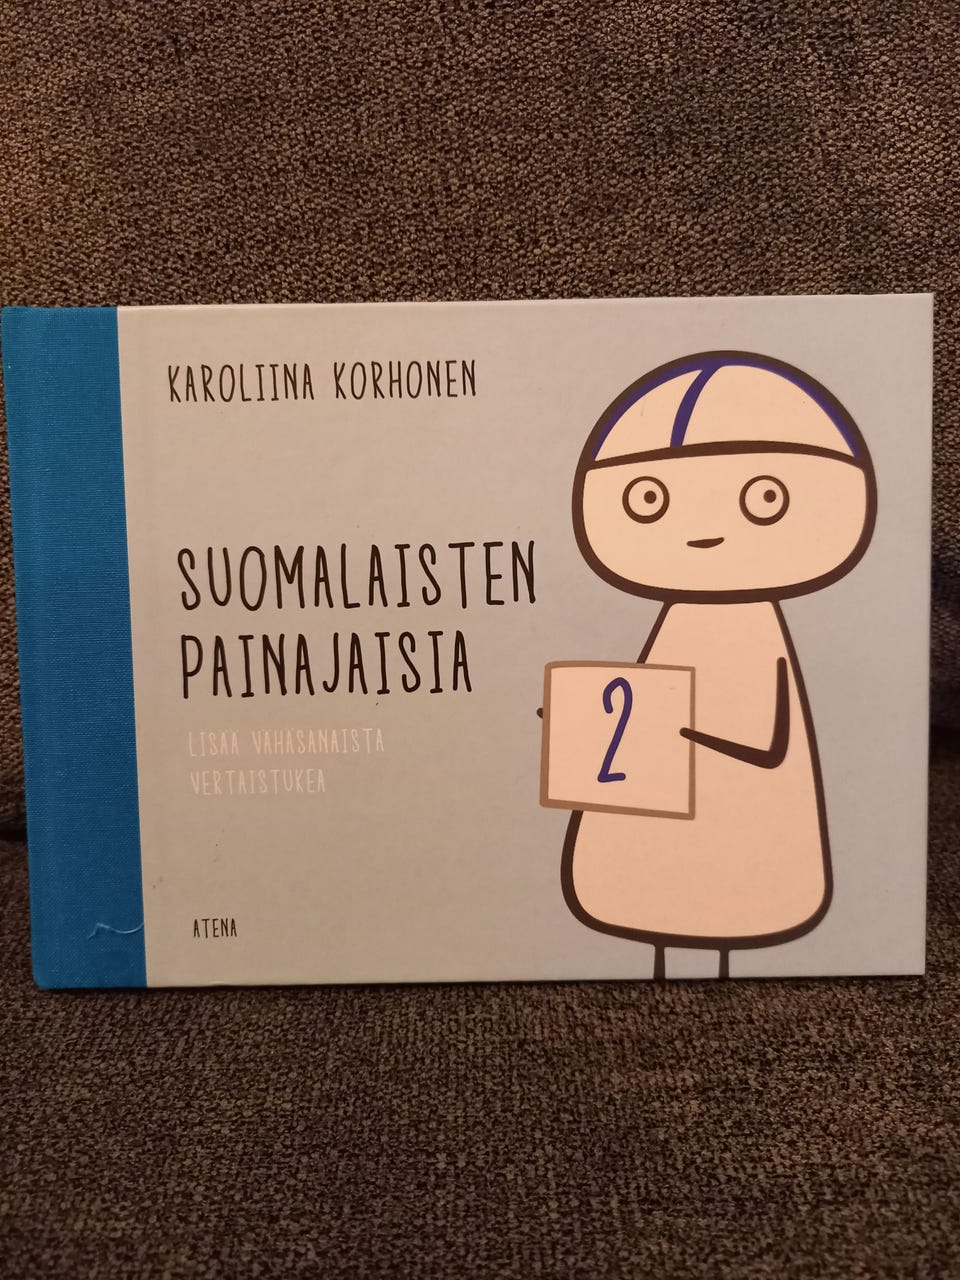 KAROLIINA KORHONEN
SUOMALAISTEN
PAINAJAISIA
LISÄÄ VÄHÄSANAISTA
VERTAISTUKEA
2
ATENA